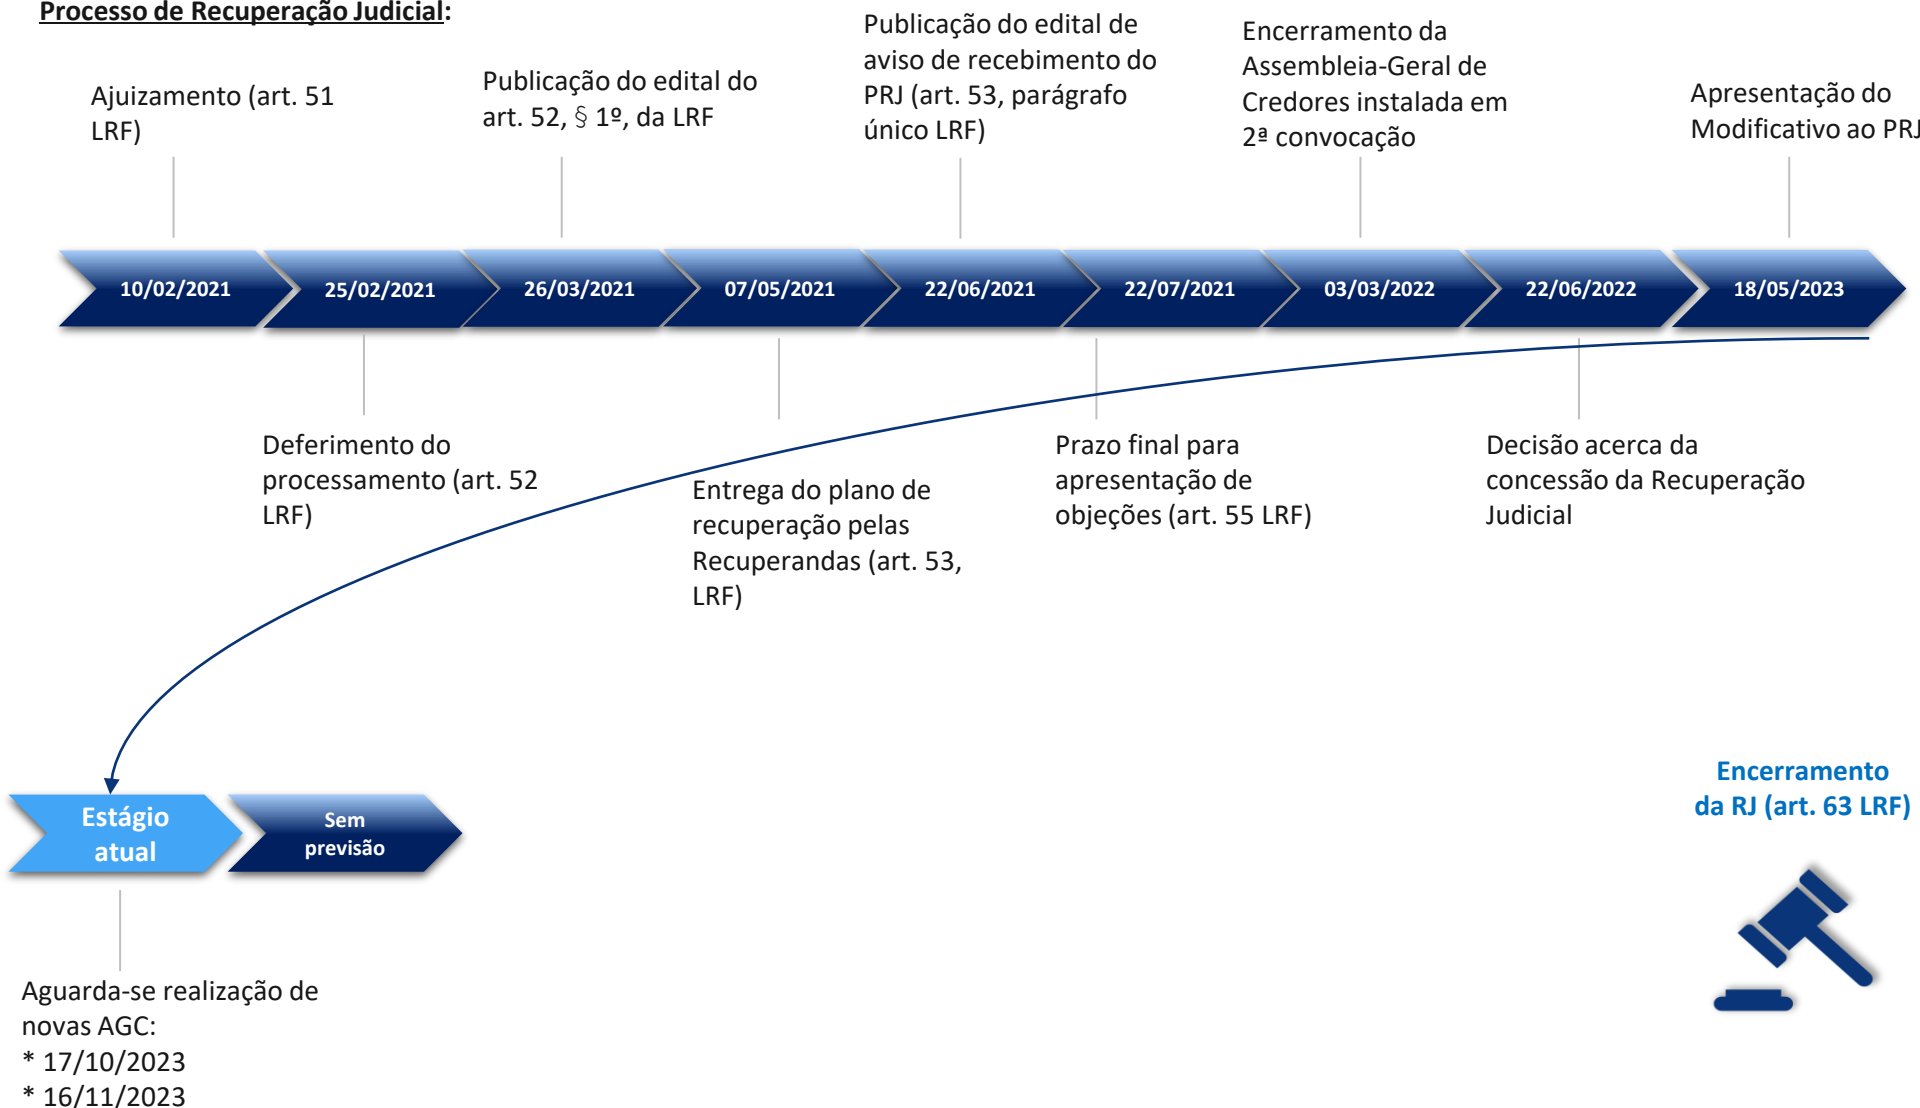 Processo de Recuperação Judicial:
Ajuizamento (art. 51
LRF)
Publicação do edital do
art. 52, § 1º, da LRF
Publicação do edital de
aviso de recebimento do
PRJ (art. 53, parágrafo
único LRF)
Encerramento da
Assembleia-Geral de
Credores instalada em
2ª convocação
Apresentação do
Modificativo ao PRJ
10/02/2021
25/02/2021
26/03/2021
07/05/2021
22/06/2021
22/07/2021
03/03/2022
22/06/2022
18/05/2023
Deferimento do
processamento (art. 52
LRF)
Entrega do plano de
recuperação pelas
Recuperandas (art. 53,
LRF)
Prazo final para
apresentação de
objeções (art. 55 LRF)
Decisão acerca da
concessão da Recuperação
Judicial
Estágio
atual
Sem
previsão
Encerramento
da RJ (art. 63 LRF)
Aguarda-se realização de
novas AGC:
* 17/10/2023
* 16/11/2023